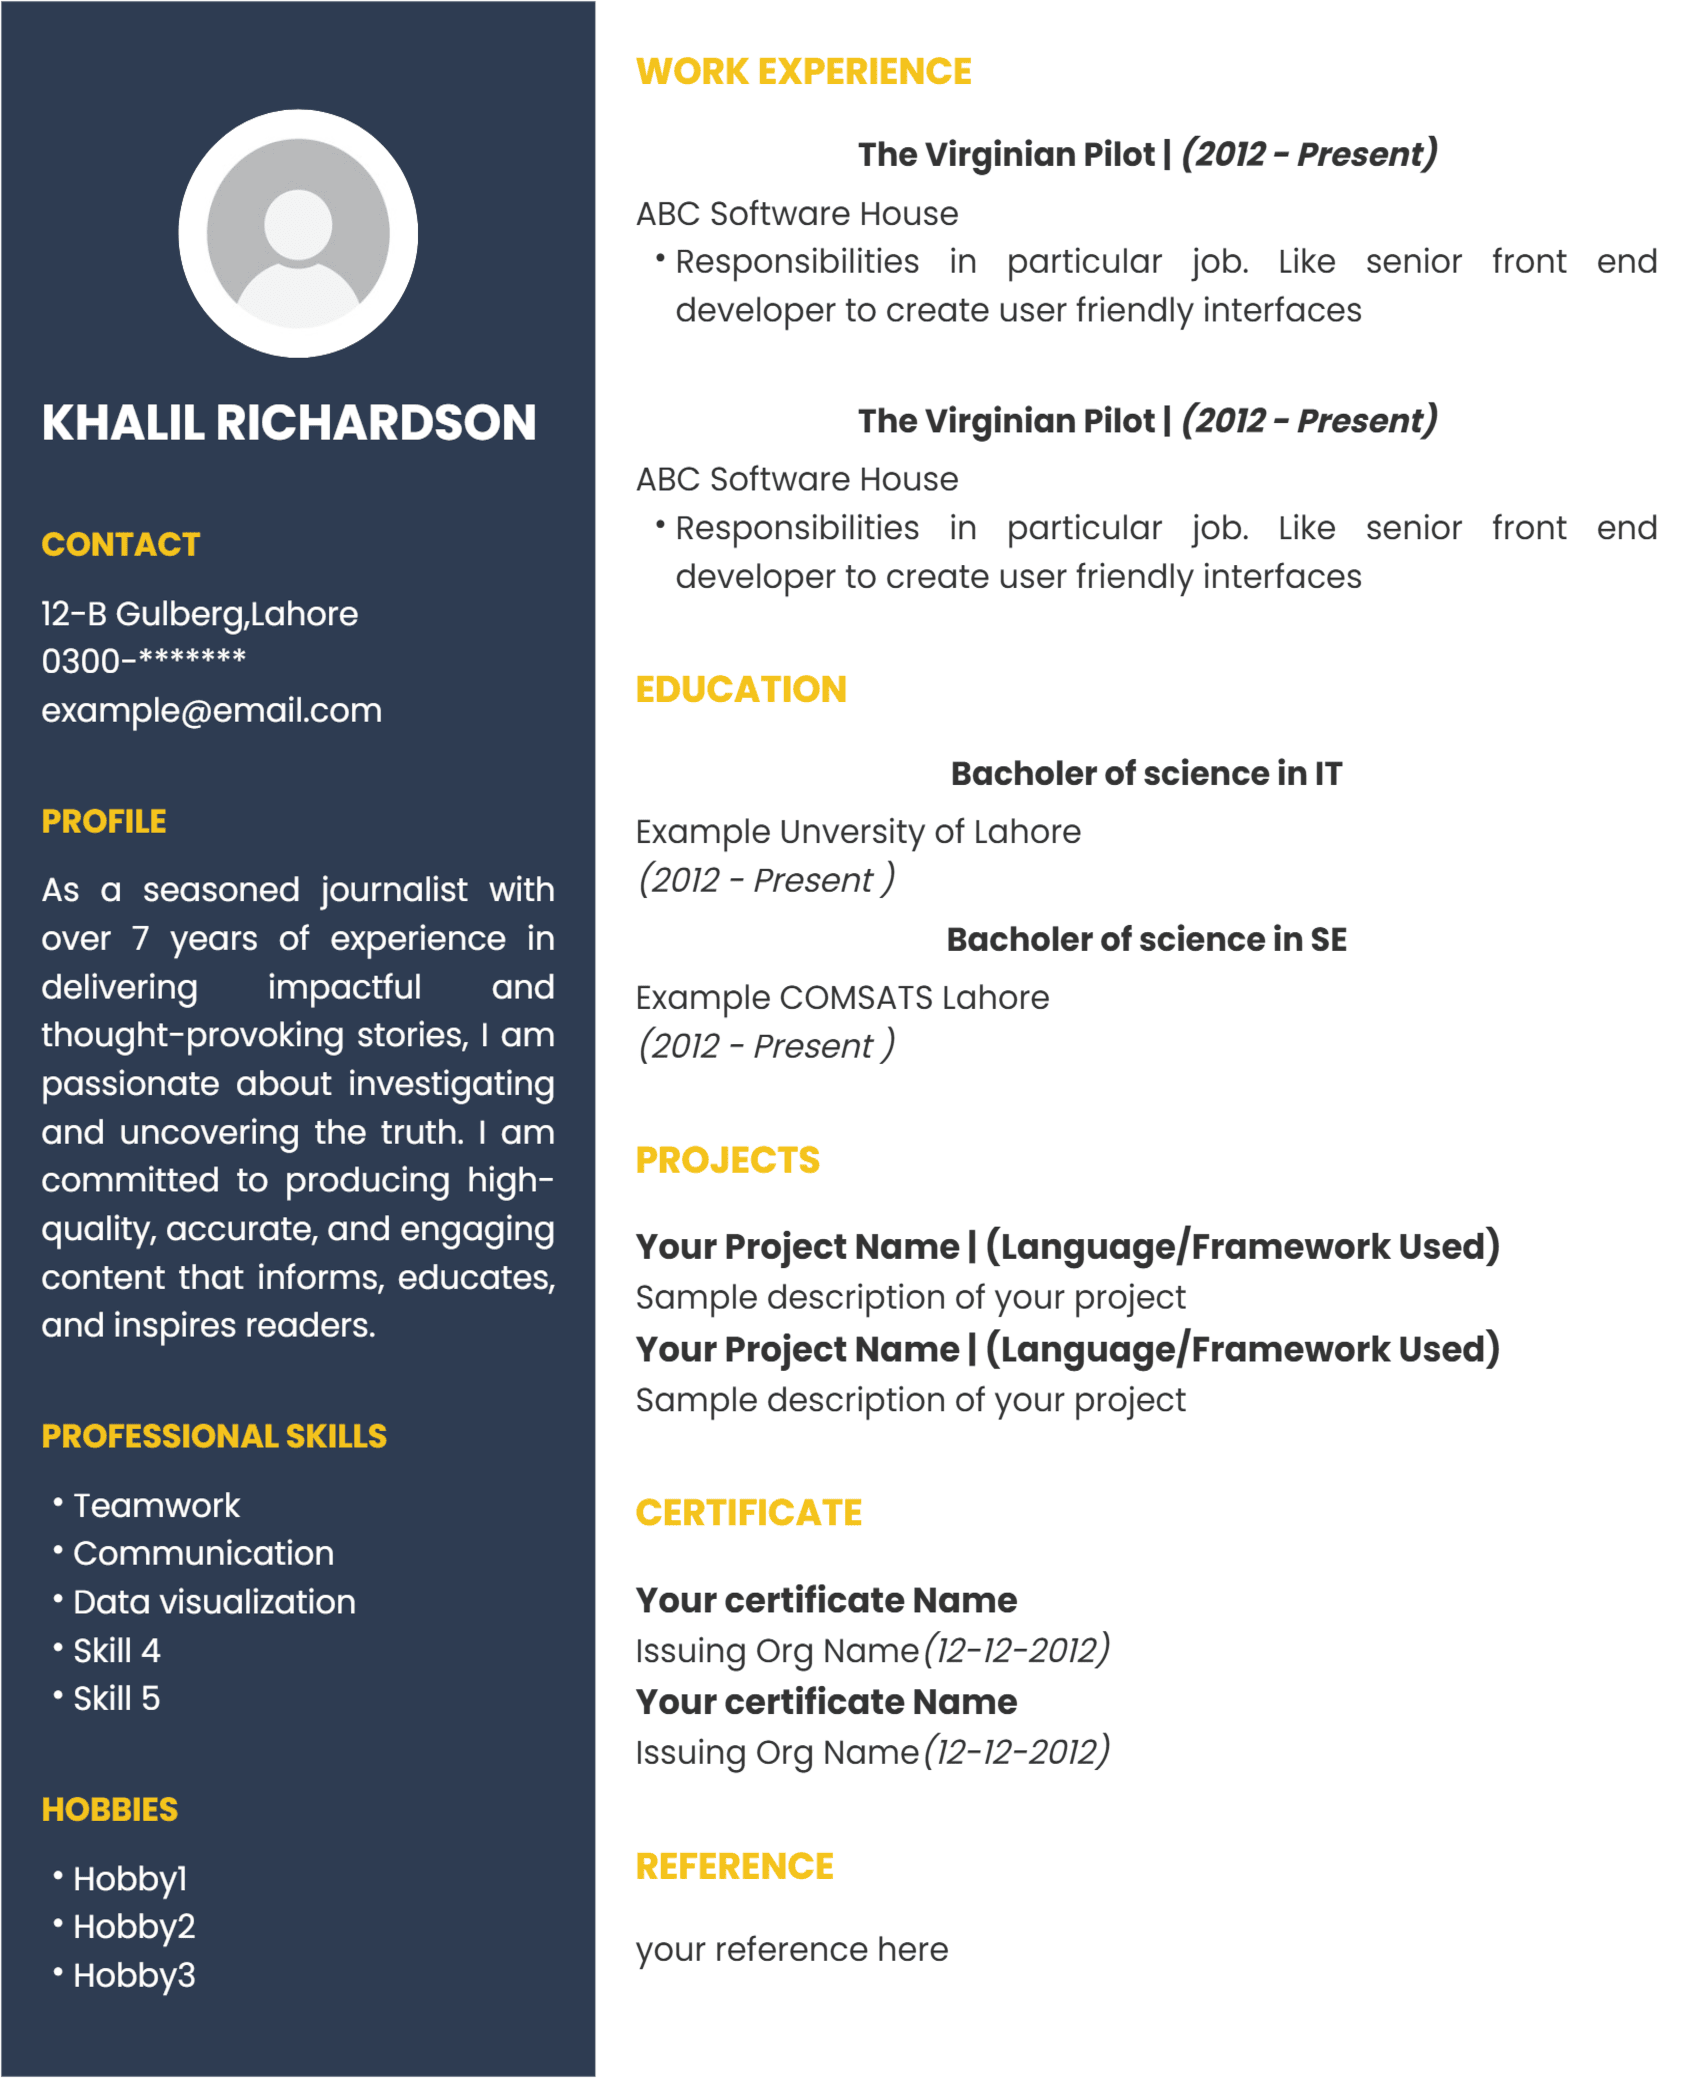 KHALIL RICHARDSON
CONTACT
12-B Gulberg,Lahore
0300-*******
example@email.com
PROFILE
As a seasoned journalist with
over 7 years of experience in
delivering impactful and
thought-provoking stories, I am
passionate about investigating
and uncovering the truth. I am
committed to producing high-
quality, accurate, and engaging
content that informs, educates,
and inspires readers.
PROFESSIONAL SKILLS
• Teamwork
• Communication
• Data visualization
• Skill 4
• Skill 5
HOBBIES
• Hobby1
• Hobby2
• Hobby3
WORK EXPERIENCE
The Virginian Pilot | (2012 - Present)
ABC Software House
• Responsibilities in particular job. Like senior front end
developer to create user friendly interfaces
The Virginian Pilot | (2012 - Present)
ABC Software House
• Responsibilities in particular job. Like senior front end
developer to create user friendly interfaces
EDUCATION
Bacholer of science in IT
Example Unversity of Lahore
(2012 - Present )
Bacholer of science in SE
Example COMSATS Lahore
(2012 - Present )
PROJECTS
Your Project Name | (Language/Framework Used)
Sample description of your project
Your Project Name | (Language/Framework Used)
Sample description of your project
CERTIFICATE
Your certificate Name
Issuing Org Name(12-12-2012)
Your certificate Name
Issuing Org Name(12-12-2012)
REFERENCE
your reference here